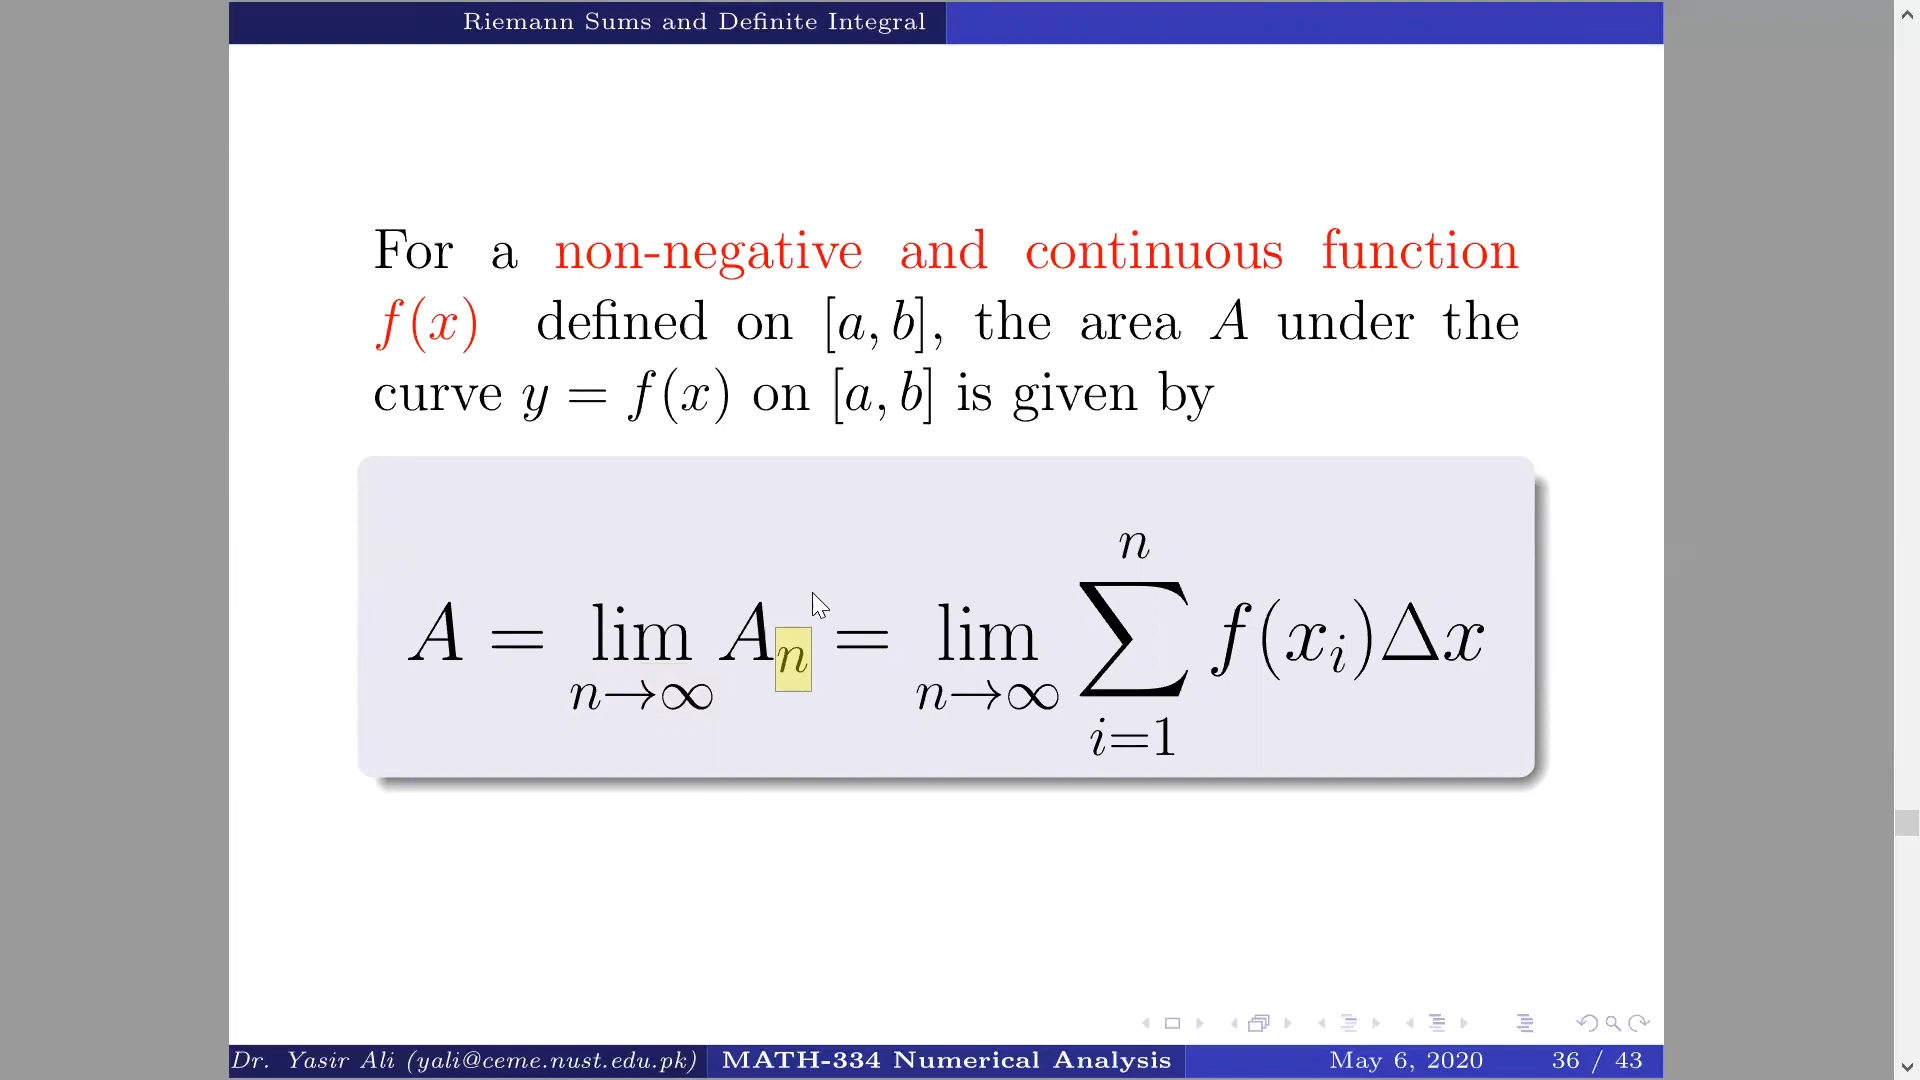 Riemann Sums and Definite Integral
For a non-negative and continuous function
f(x) defined on [a, b], the area A under the
curve y = f(x) on [a, b] is given by
A = lim_{n→∞} A_n = lim_{n→∞} ∑_{i=1}^{n} f(x_i)Δx
Dr. Yasir Ali (yali@ceme.nust.edu.pk) MATH-334 Numerical Analysis May 6, 2020 36 / 43